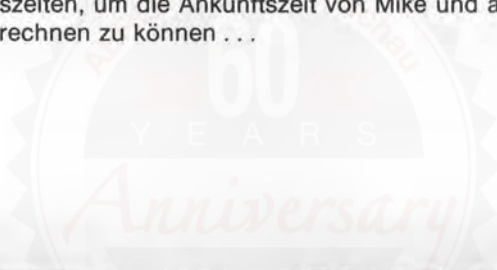 szeiten, um die Ankunftszeit von Mike und a
rechnen zu können . . .
60
YEARS
Anniversary